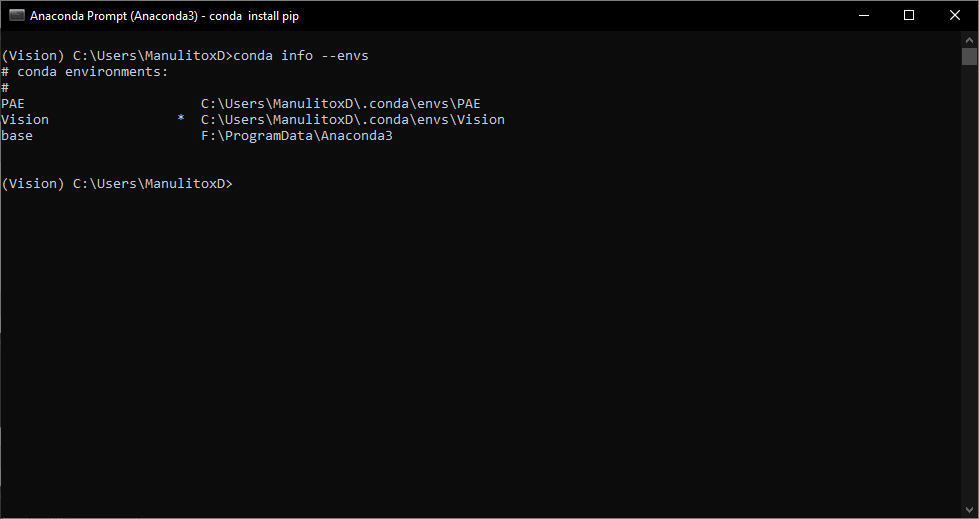 Anaconda Prompt (Anaconda3) - conda  install pip
(Vision) C:\Users\ManulitoxD>conda info --envs
# conda environments:
#
PAE                      C:\Users\ManulitoxD\.conda\envs\PAE
Vision                *  C:\Users\ManulitoxD\.conda\envs\Vision
base                     F:\ProgramData\Anaconda3
(Vision) C:\Users\ManulitoxD>